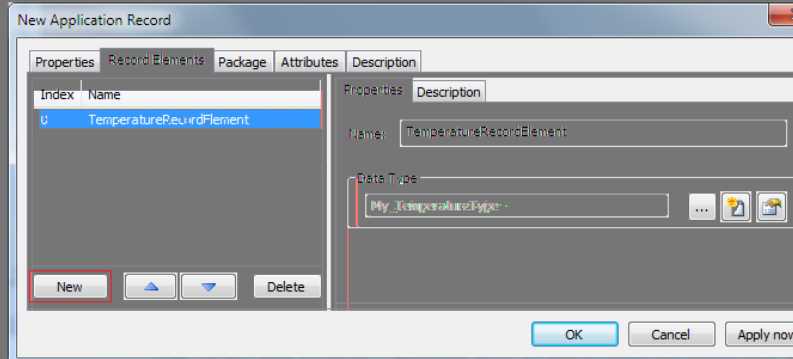 New Application Record
Properties Record Elements Package Attributes Description
Index Name
0 TemperatureRecordElement
Properties Description
Name: TemperatureRecordElement
Data Type
My_TemperatureType
...
New Delete
OK Cancel Apply now